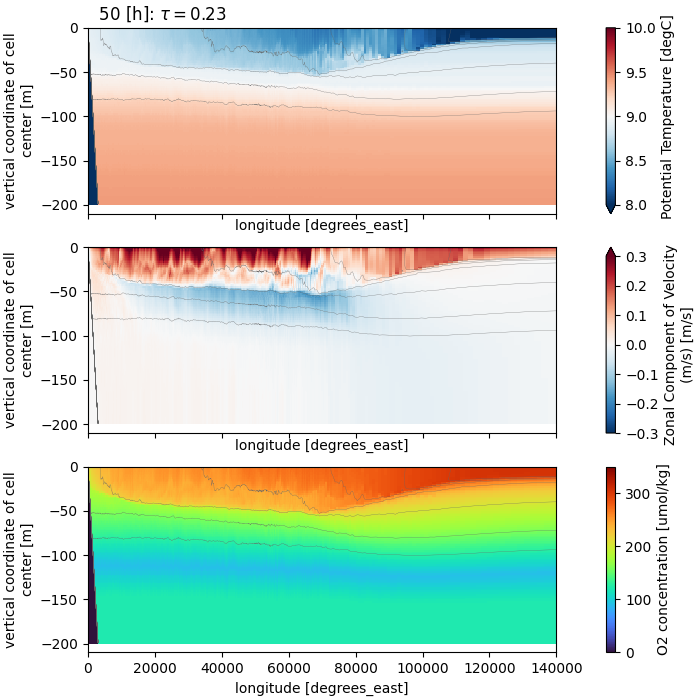 50 [h]: τ = 0.23
0
−50
−100
−150
−200
vertical coordinate of cell
center [m]
longitude [degrees_east]
10.0
9.5
9.0
8.5
8.0
Potential Temperature [degC]
0
−50
−100
−150
−200
vertical coordinate of cell
center [m]
longitude [degrees_east]
0.3
0.2
0.1
0.0
−0.1
−0.2
−0.3
Zonal Component of Velocity
(m/s) [m/s]
0
−50
−100
−150
−200
vertical coordinate of cell
center [m]
0 20000 40000 60000 80000 100000 120000 140000
longitude [degrees_east]
300
200
100
0
O2 concentration [umol/kg]